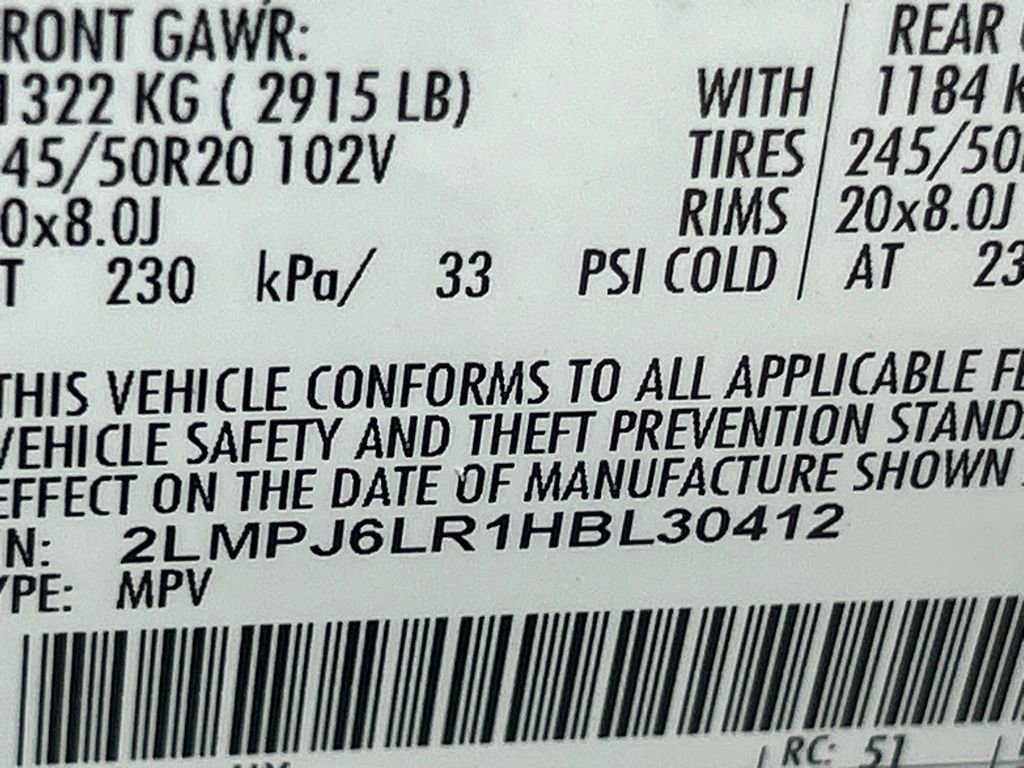 RONT GAWR: REAR
1322 KG ( 2915 LB) WITH 1184 K
45/50R20 102V TIRES 245/50
0x8.0J RIMS 20x8.0J
T 230 kPa/ 33 PSI COLD AT 23
THIS VEHICLE CONFORMS TO ALL APPLICABLE FE
VEHICLE SAFETY AND THEFT PREVENTION STAND
EFFECT ON THE DATE OF MANUFACTURE SHOWN
N: 2LMPJ6LR1HBL30412
YPE: MPV
RC: 51